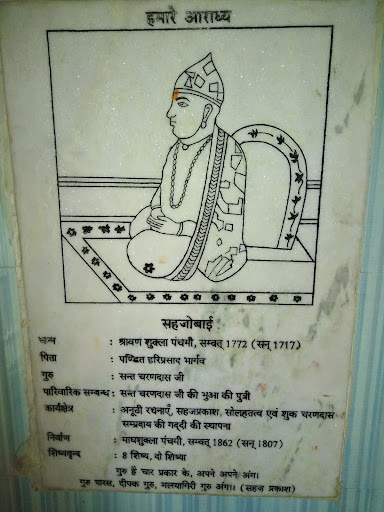 हमारे आराध्य
सहजोबाई
जन्म : श्रावण शुक्ला पंचमी, सम्वत् 1772 (सन् 1717)
पिता : पण्डित हरिप्रसाद भार्गव
गुरु : सन्त चरणदास जी
पारिवारिक सम्बन्ध : सन्त चरणदास जी की भुआ की पुत्री
कार्यक्षेत्र : अनूठी रचनाएँ, सहजप्रकाश, सोलहतत्व एवं शुक चरणदास
सम्प्रदाय की गद्दी की स्थापना
निर्वाण : माघशुक्ला पंचमी, सम्वत् 1862 (सन् 1807)
शिष्यवृन्द : 8 शिष्य, दो शिष्या
गुरु है चार प्रकार के, अपने अपने अंग।
गुरु पारस, दीपक गुरु, मलयागिरी गुरु अंग।। (सहज प्रकाश)